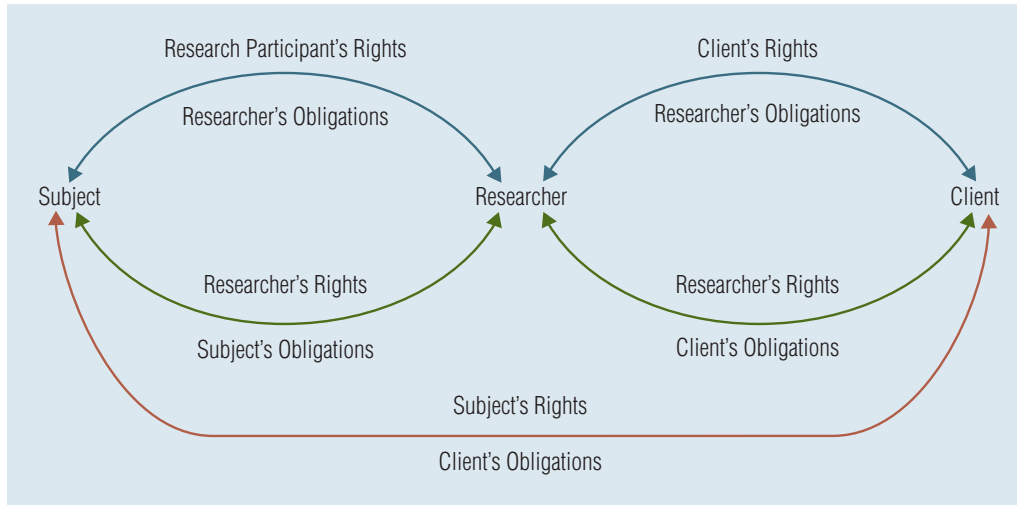 Research Participant’s Rights
Client’s Rights
Researcher’s Obligations
Researcher’s Obligations
Subject
Researcher
Client
Researcher’s Rights
Researcher’s Rights
Subject’s Obligations
Client’s Obligations
Subject’s Rights
Client’s Obligations